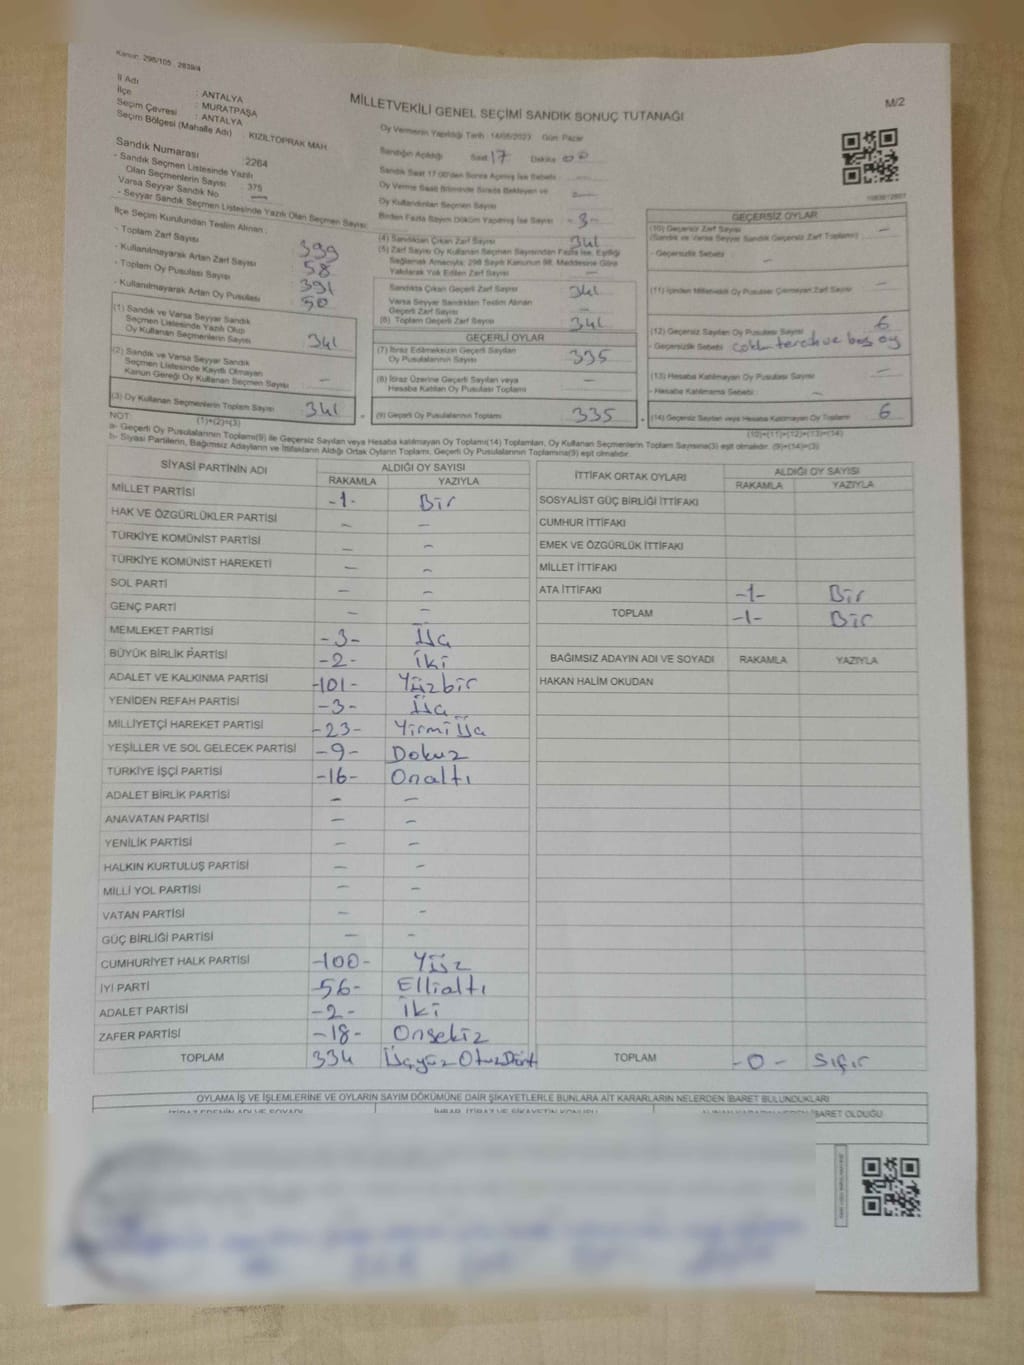 Kanun: 298/105 , 2839/4
M/2
İl Adı : ANTALYA
İlçe : MURATPAŞA
Seçim Çevresi : ANTALYA
Seçim Bölgesi (Mahalle Adı) : KIZILTOPRAK MAH
Sandık Numarası : 2264
- Sandık Seçmen Listesinde Yazılı
Olan Seçmenlerin Sayısı : 375
Varsa Seyyar Sandık No
- Seyyar Sandık Seçmen Listesinde Yazılı Olan Seçmen Sayısı:
İlçe Seçim Kurulundan Teslim Alınan :
- Toplam Zarf Sayısı 399
- Kullanılmayarak Artan Zarf Sayısı 58
- Toplam Oy Pusulası Sayısı 391
- Kullanılmayarak Artan Oy Pusulası 50
(1) Sandık ve Varsa Seyyar Sandık
Seçmen Listesinde Yazılı Olup
Oy Kullanan Seçmenlerin Sayısı 341
(2) Sandık ve Varsa Seyyar Sandık
Seçmen Listesinde Kayıtlı Olmayan
Kanun Gereği Oy Kullanan Seçmen Sayısı –
(3) Oy Kullanan Seçmenlerin Toplam Sayısı 341
(1)+(2)=(3)
MİLLETVEKİLİ GENEL SEÇİMİ SANDIK SONUÇ TUTANAĞI
Oy Vermenin Yapıldığı Tarih : 14/05/2023 Gün: Pazar
Sandığın Açıldığı Saat 17 Dakika 00
Sandık Saat 17.00'den Sonra Açılmış İse Sebebi
Oy Verme Saati Bitiminde Sırada Bekleyen ve
Oy Kullandırılan Seçmen Sayısı
Birden Fazla Sayım Döküm Yapılmış İse Sayısı -3-
(4) Sandıktan Çıkan Zarf Sayısı 341
(5) Zarf Sayısı Oy Kullanan Seçmen Sayısından Fazla İse, Eşitliği
Sağlamak Amacıyla; 298 Sayılı Kanunun 98. Maddesine Göre
Yakılarak Yok Edilen Zarf Sayısı –
Sandıkta Çıkan Geçerli Zarf Sayısı 341
Varsa Seyyar Sandıktan Teslim Alınan
Geçerli Zarf Sayısı –
(6) Toplam Geçerli Zarf Sayısı 341
GEÇERLİ OYLAR
(7) İtiraz Edilmeksizin Geçerli Sayılan
Oy Pusulalarının Sayısı 335
(8) İtiraz Üzerine Geçerli Sayılan veya
Hesaba Katılan Oy Pusulası Toplamı –
(9) Geçerli Oy Pusulalarının Toplamı 335
GEÇERSİZ OYLAR
(10) Geçersiz Zarf Sayısı –
(Sandık ve Varsa Seyyar Sandık Geçersiz Zarf Toplamı)
- Geçersizlik Sebebi : –
(11) İçinden Milletvekili Oy Pusulası Çıkmayan Zarf Sayısı –
(12) Geçersiz Sayılan Oy Pusulası Sayısı 6
- Geçersizlik Sebebi ve boş oy
(13) Hesaba Katılmayan Oy Pusulası Sayısı –
- Hesaba Katılmama Sebebi : –
(14) Geçersiz Sayılan veya Hesaba Katılmayan Oy Toplamı 6
(10)+(11)+(12)+(13)=(14)
NOT:
a- Geçerli Oy Pusulalarının Toplamı(9) ile Geçersiz Sayılan veya Hesaba katılmayan Oy Toplamı(14) Toplamları, Oy Kullanan Seçmenlerin Toplam Sayısına(3) eşit olmalıdır. (9)+(14)=(3)
b- Siyasi Partilerin, Bağımsız Adayların ve İttifakların Aldığı Ortak Oyların Toplamı, Geçerli Oy Pusulalarının Toplamına(9) eşit olmalıdır.
SİYASİ PARTİNİN ADI ALDIĞI OY SAYISI
RAKAMLA YAZIYLA
MİLLET PARTİSİ -1- Bir
HAK VE ÖZGÜRLÜKLER PARTİSİ – –
TÜRKİYE KOMÜNİST PARTİSİ – –
TÜRKİYE KOMÜNİST HAREKETİ – –
SOL PARTİ – –
GENÇ PARTİ – –
MEMLEKET PARTİSİ -3- Üç
BÜYÜK BİRLİK PARTİSİ -2- İki
ADALET VE KALKINMA PARTİSİ -101- Yüzbir
YENİDEN REFAH PARTİSİ -3- Üç
MİLLİYETÇİ HAREKET PARTİSİ -23- Yirmi Üç
YEŞİLLER VE SOL GELECEK PARTİSİ -9- Dokuz
TÜRKİYE İŞÇİ PARTİSİ -16- Onaltı
ADALET BİRLİK PARTİSİ – –
ANAVATAN PARTİSİ – –
YENİLİK PARTİSİ – –
HALKIN KURTULUŞ PARTİSİ – –
MİLLİ YOL PARTİSİ – –
VATAN PARTİSİ – –
GÜÇ BİRLİĞİ PARTİSİ – –
CUMHURİYET HALK PARTİSİ -100- Yüz
İYİ PARTİ -56- Ellialtı
ADALET PARTİSİ -2- İki
ZAFER PARTİSİ -18- Onsekiz
TOPLAM 334 Üçyüz OtuzDört
İTTİFAK ORTAK OYLARI ALDIĞI OY SAYISI
RAKAMLA YAZIYLA
SOSYALİST GÜÇ BİRLİĞİ İTTİFAKI
CUMHUR İTTİFAKI
EMEK VE ÖZGÜRLÜK İTTİFAKI
MİLLET İTTİFAKI
ATA İTTİFAKI -1- Bir
TOPLAM -1- Bir
BAĞIMSIZ ADAYIN ADI VE SOYADI RAKAMLA YAZIYLA
HAKAN HALİM OKUDAN
TOPLAM -0- Sıfır
OYLAMA İŞ VE İŞLEMLERİNE VE OYLARIN SAYIM DÖKÜMÜNE DAİR ŞİKAYETLERLE BUNLARA AİT KARARLARIN NELERDEN İBARET BULUNDUKLARI
İTİRAZ EDENİN ADI VE SOYADI İHBAR, İTİRAZ VE ŞİKAYETİN KONUSU ALINAN KARARIN NEDEN İBARET OLDUĞU